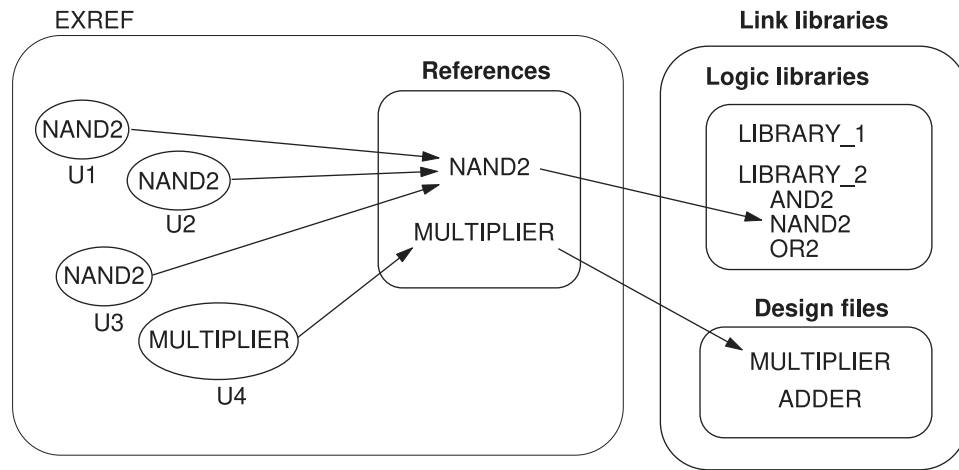 EXREF
Link libraries
References
Logic libraries
NAND2
U1
NAND2
U2
NAND2
U3
MULTIPLIER
U4
NAND2
MULTIPLIER
LIBRARY_1
LIBRARY_2
AND2
NAND2
OR2
Design files
MULTIPLIER
ADDER